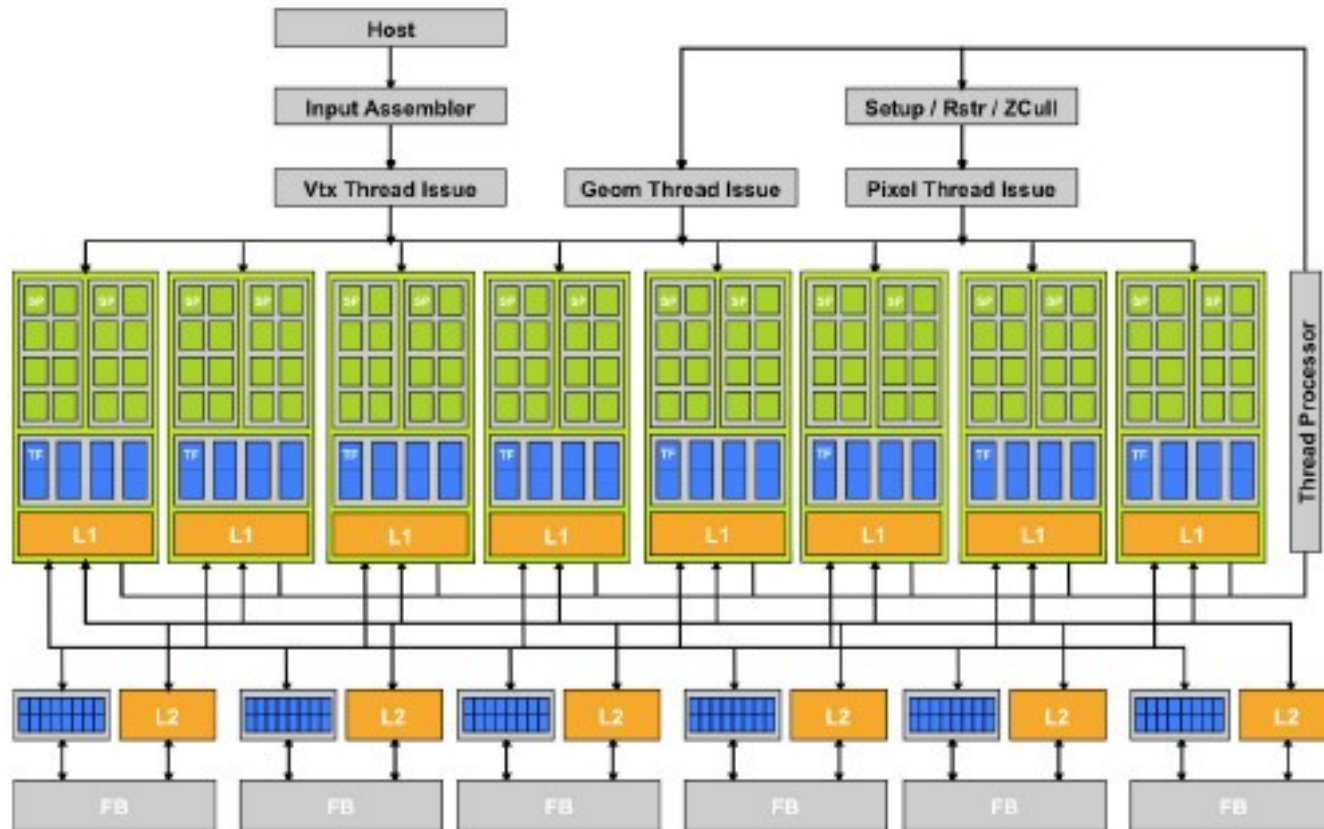 Host
Input Assembler
Setup / Rstr / ZCull
Vtx Thread Issue
Geom Thread Issue
Pixel Thread Issue
SP SP SP SP SP SP SP SP SP SP SP SP SP SP SP SP
Thread Processor
TF TF TF TF TF TF TF TF
L1 L1 L1 L1 L1 L1 L1 L1
L2 L2 L2 L2 L2 L2
FB FB FB FB FB FB